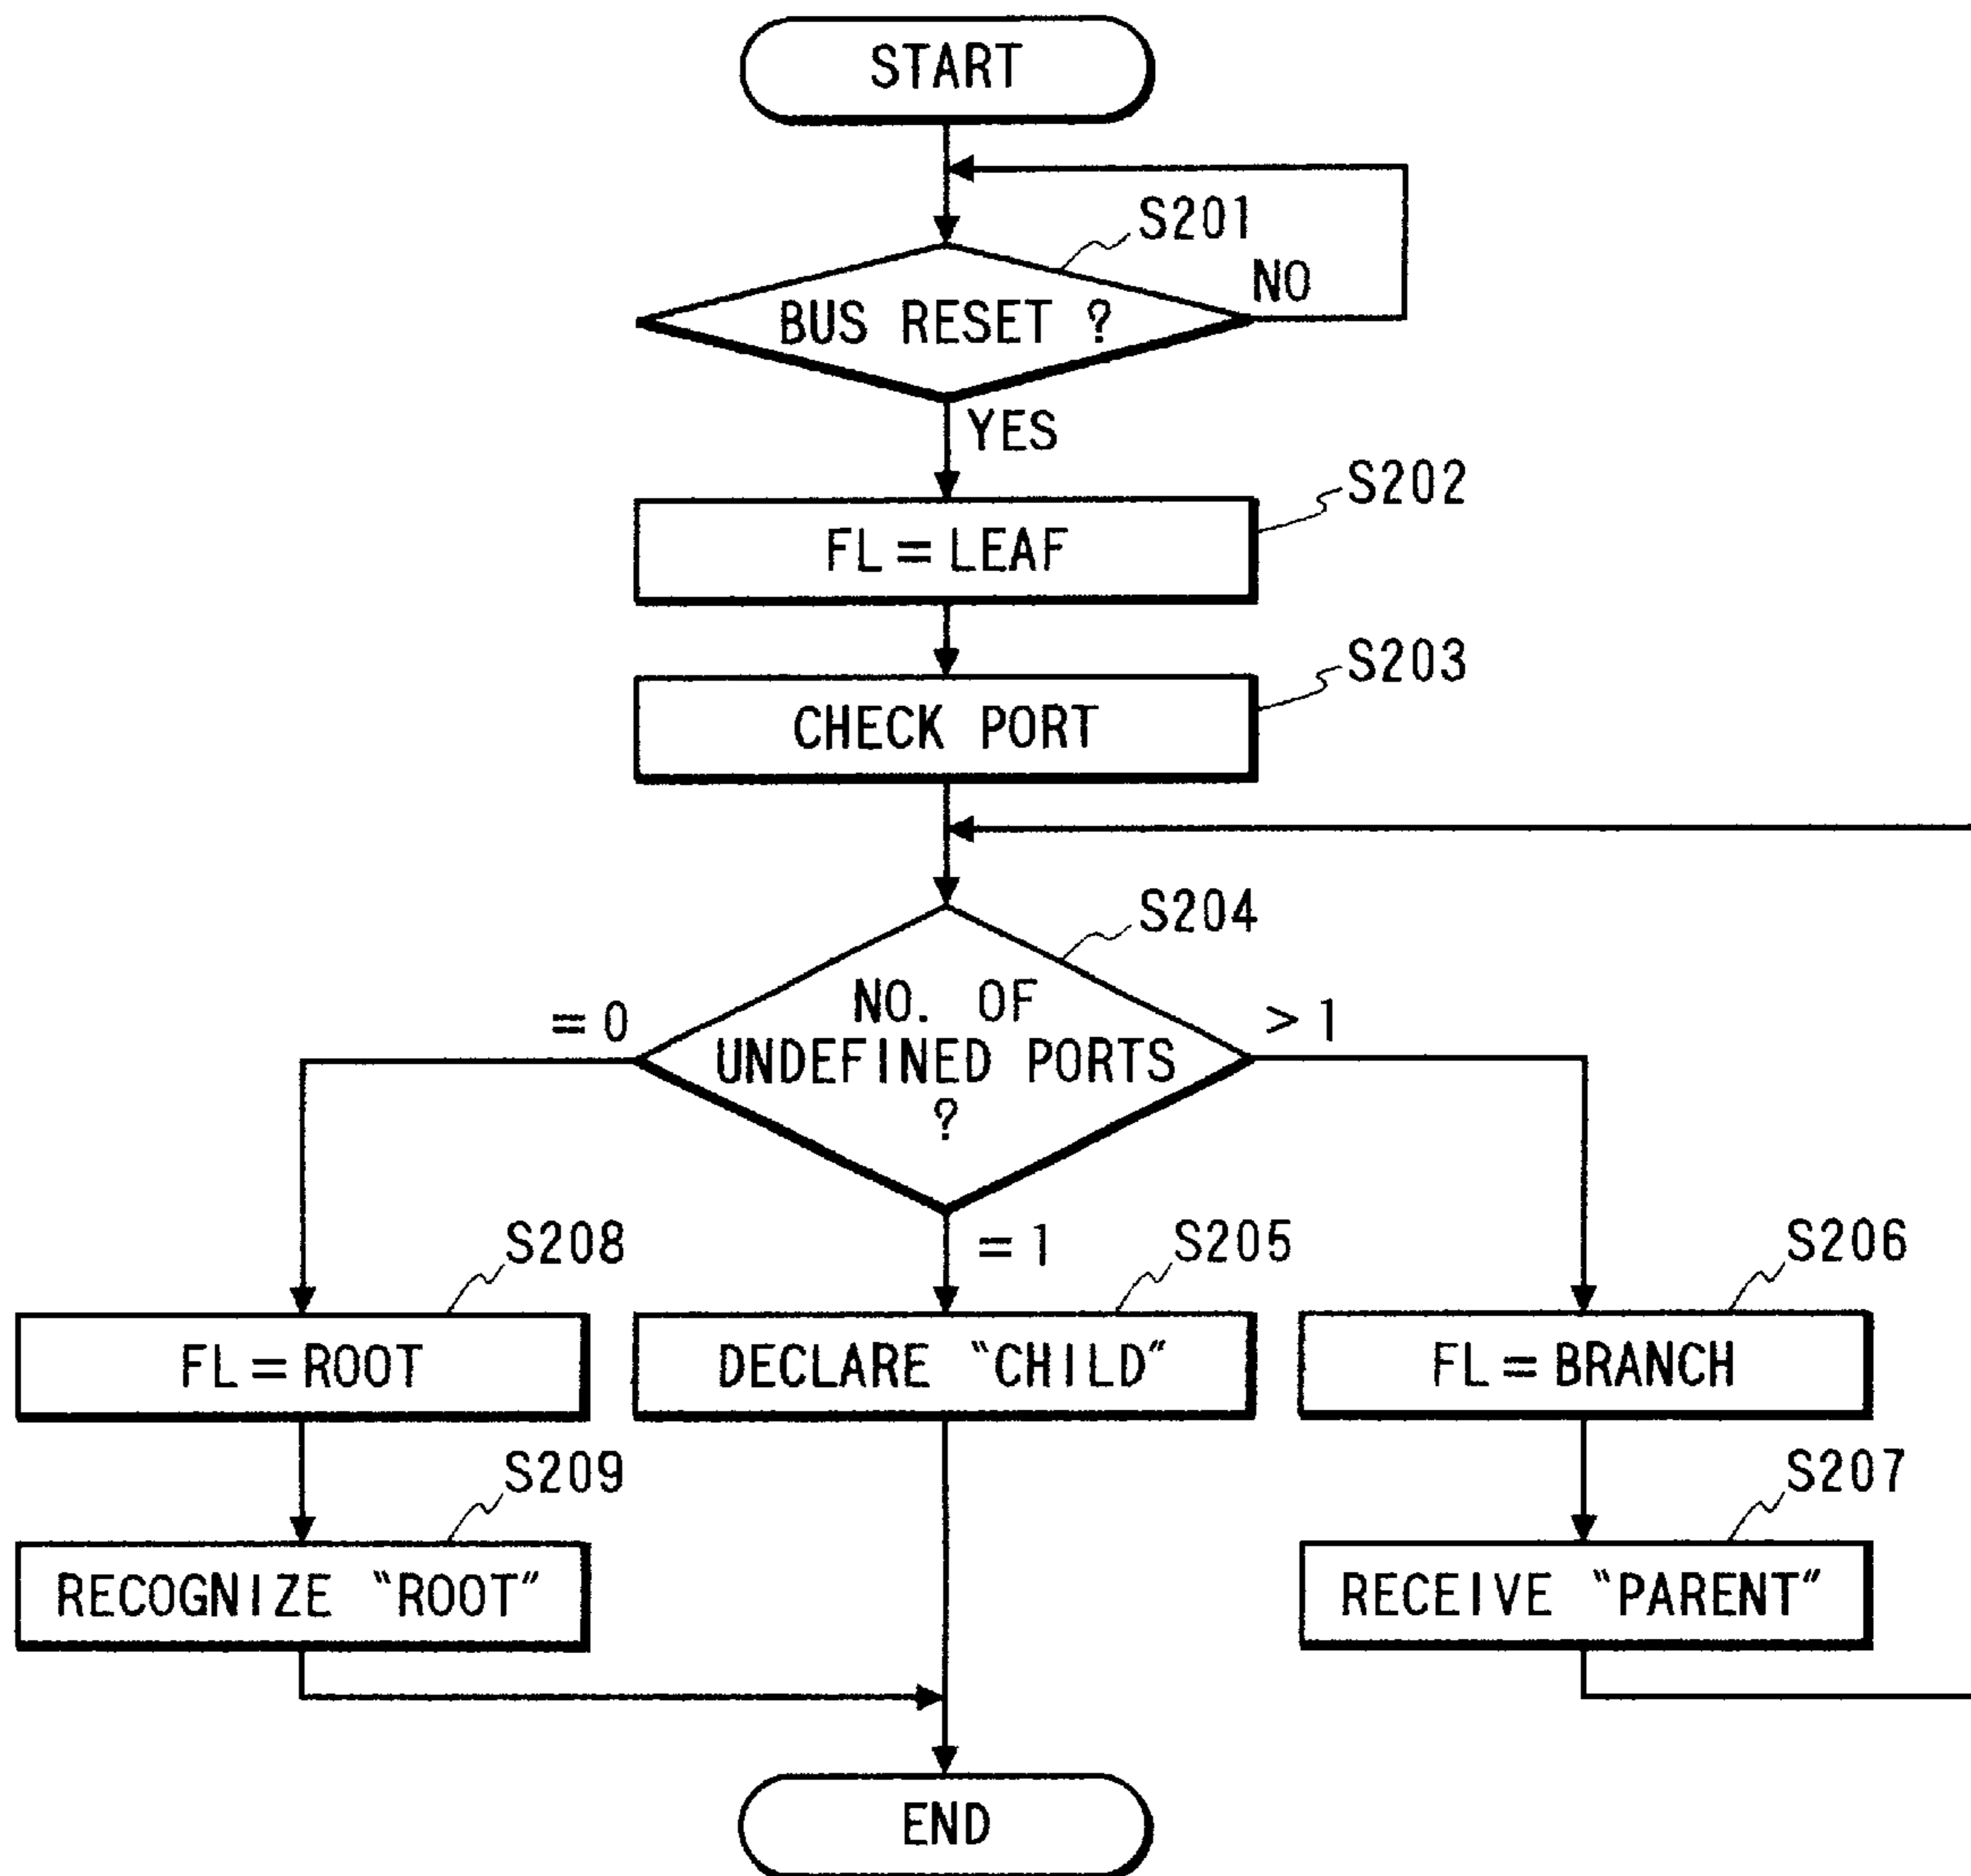 START
S201
NO
BUS RESET ?
YES
S202
FL=LEAF
S203
CHECK PORT
S204
NO. OF
=0
>1
UNDEFINED PORTS
?
S208
=1
S205
S206
FL=ROOT
DECLARE "CHILD"
FL=BRANCH
S209
S207
RECOGNIZE "ROOT"
RECEIVE "PARENT"
END